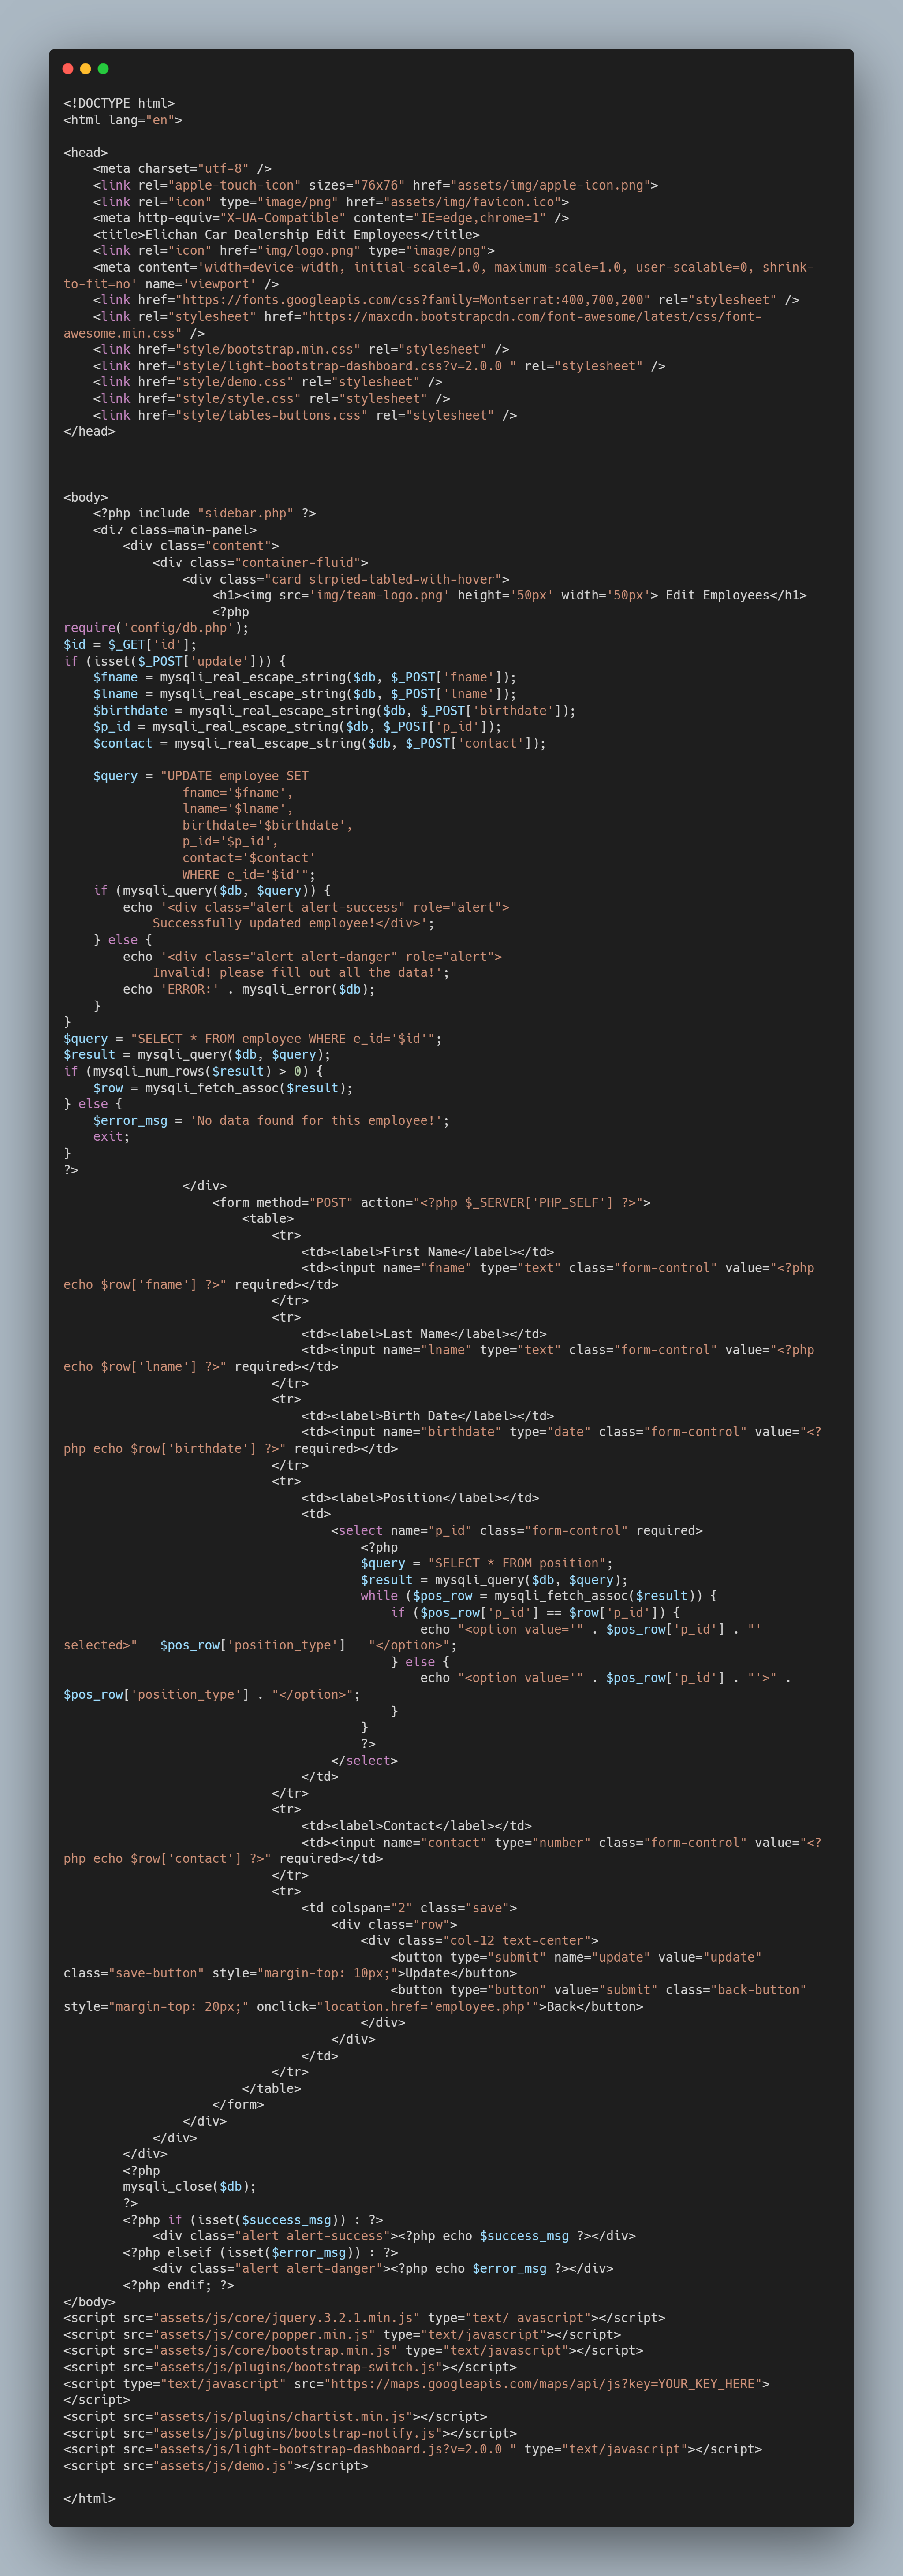 <!DOCTYPE html>
<html lang="en">
<head>
    <meta charset="utf-8" />
    <link rel="apple-touch-icon" sizes="76x76" href="assets/img/apple-icon.png">
    <link rel="icon" type="image/png" href="assets/img/favicon.ico">
    <meta http-equiv="X-UA-Compatible" content="IE=edge,chrome=1" />
    <title>Elichan Car Dealership Edit Employees</title>
    <link rel="icon" href="img/logo.png" type="image/png">
    <meta content='width=device-width, initial-scale=1.0, maximum-scale=1.0, user-scalable=0, shrink-
to-fit=no' name='viewport' />
    <link href="https://fonts.googleapis.com/css?family=Montserrat:400,700,200" rel="stylesheet" />
    <link rel="stylesheet" href="https://maxcdn.bootstrapcdn.com/font-awesome/latest/css/font-
awesome.min.css" />
    <link href="style/bootstrap.min.css" rel="stylesheet" />
    <link href="style/light-bootstrap-dashboard.css?v=2.0.0 " rel="stylesheet" />
    <link href="style/demo.css" rel="stylesheet" />
    <link href="style/style.css" rel="stylesheet" />
    <link href="style/tables-buttons.css" rel="stylesheet" />
</head>
<body>
    <?php include "sidebar.php" ?>
    <div class=main-panel>
        <div class="content">
            <div class="container-fluid">
                <div class="card strpied-tabled-with-hover">
                    <h1><img src='img/team-logo.png' height='50px' width='50px'> Edit Employees</h1>
                    <?php
require('config/db.php');
$id = $_GET['id'];
if (isset($_POST['update'])) {
    $fname = mysqli_real_escape_string($db, $_POST['fname']);
    $lname = mysqli_real_escape_string($db, $_POST['lname']);
    $birthdate = mysqli_real_escape_string($db, $_POST['birthdate']);
    $p_id = mysqli_real_escape_string($db, $_POST['p_id']);
    $contact = mysqli_real_escape_string($db, $_POST['contact']);
    $query = "UPDATE employee SET
                fname='$fname',
                lname='$lname',
                birthdate='$birthdate',
                p_id='$p_id',
                contact='$contact'
                WHERE e_id='$id'";
    if (mysqli_query($db, $query)) {
        echo '<div class="alert alert-success" role="alert">
            Successfully updated employee!</div>';
    } else {
        echo '<div class="alert alert-danger" role="alert">
            Invalid! please fill out all the data!';
        echo 'ERROR:' . mysqli_error($db);
    }
}
$query = "SELECT * FROM employee WHERE e_id='$id'";
$result = mysqli_query($db, $query);
if (mysqli_num_rows($result) > 0) {
    $row = mysqli_fetch_assoc($result);
} else {
    $error_msg = 'No data found for this employee!';
    exit;
}
?>
                </div>
                    <form method="POST" action="<?php $_SERVER['PHP_SELF'] ?>">
                        <table>
                            <tr>
                                <td><label>First Name</label></td>
                                <td><input name="fname" type="text" class="form-control" value="<?php
echo $row['fname'] ?>" required></td>
                            </tr>
                            <tr>
                                <td><label>Last Name</label></td>
                                <td><input name="lname" type="text" class="form-control" value="<?php
echo $row['lname'] ?>" required></td>
                            </tr>
                            <tr>
                                <td><label>Birth Date</label></td>
                                <td><input name="birthdate" type="date" class="form-control" value="<?
php echo $row['birthdate'] ?>" required></td>
                            </tr>
                            <tr>
                                <td><label>Position</label></td>
                                <td>
                                    <select name="p_id" class="form-control" required>
                                        <?php
                                        $query = "SELECT * FROM position";
                                        $result = mysqli_query($db, $query);
                                        while ($pos_row = mysqli_fetch_assoc($result)) {
                                            if ($pos_row['p_id'] == $row['p_id']) {
                                                echo "<option value='" . $pos_row['p_id'] . "'
selected>"   $pos_row['position_type'] . "</option>";
                                            } else {
                                                echo "<option value='" . $pos_row['p_id'] . "'>" .
$pos_row['position_type'] . "</option>";
                                            }
                                        }
                                        ?>
                                    </select>
                                </td>
                            </tr>
                            <tr>
                                <td><label>Contact</label></td>
                                <td><input name="contact" type="number" class="form-control" value="<?
php echo $row['contact'] ?>" required></td>
                            </tr>
                            <tr>
                                <td colspan="2" class="save">
                                    <div class="row">
                                        <div class="col-12 text-center">
                                            <button type="submit" name="update" value="update"
class="save-button" style="margin-top: 10px;">Update</button>
                                            <button type="button" value="submit" class="back-button"
style="margin-top: 20px;" onclick="location.href='employee.php'">Back</button>
                                        </div>
                                    </div>
                                </td>
                            </tr>
                        </table>
                    </form>
                </div>
            </div>
        </div>
        <?php
        mysqli_close($db);
        ?>
        <?php if (isset($success_msg)) : ?>
            <div class="alert alert-success"><?php echo $success_msg ?></div>
        <?php elseif (isset($error_msg)) : ?>
            <div class="alert alert-danger"><?php echo $error_msg ?></div>
        <?php endif; ?>
</body>
<script src="assets/js/core/jquery.3.2.1.min.js" type="text/ avascript"></script>
<script src="assets/js/core/popper.min.js" type="text/javascript"></script>
<script src="assets/js/core/bootstrap.min.js" type="text/javascript"></script>
<script src="assets/js/plugins/bootstrap-switch.js"></script>
<script type="text/javascript" src="https://maps.googleapis.com/maps/api/js?key=YOUR_KEY_HERE">
</script>
<script src="assets/js/plugins/chartist.min.js"></script>
<script src="assets/js/plugins/bootstrap-notify.js"></script>
<script src="assets/js/light-bootstrap-dashboard.js?v=2.0.0 " type="text/javascript"></script>
<script src="assets/js/demo.js"></script>
</html>